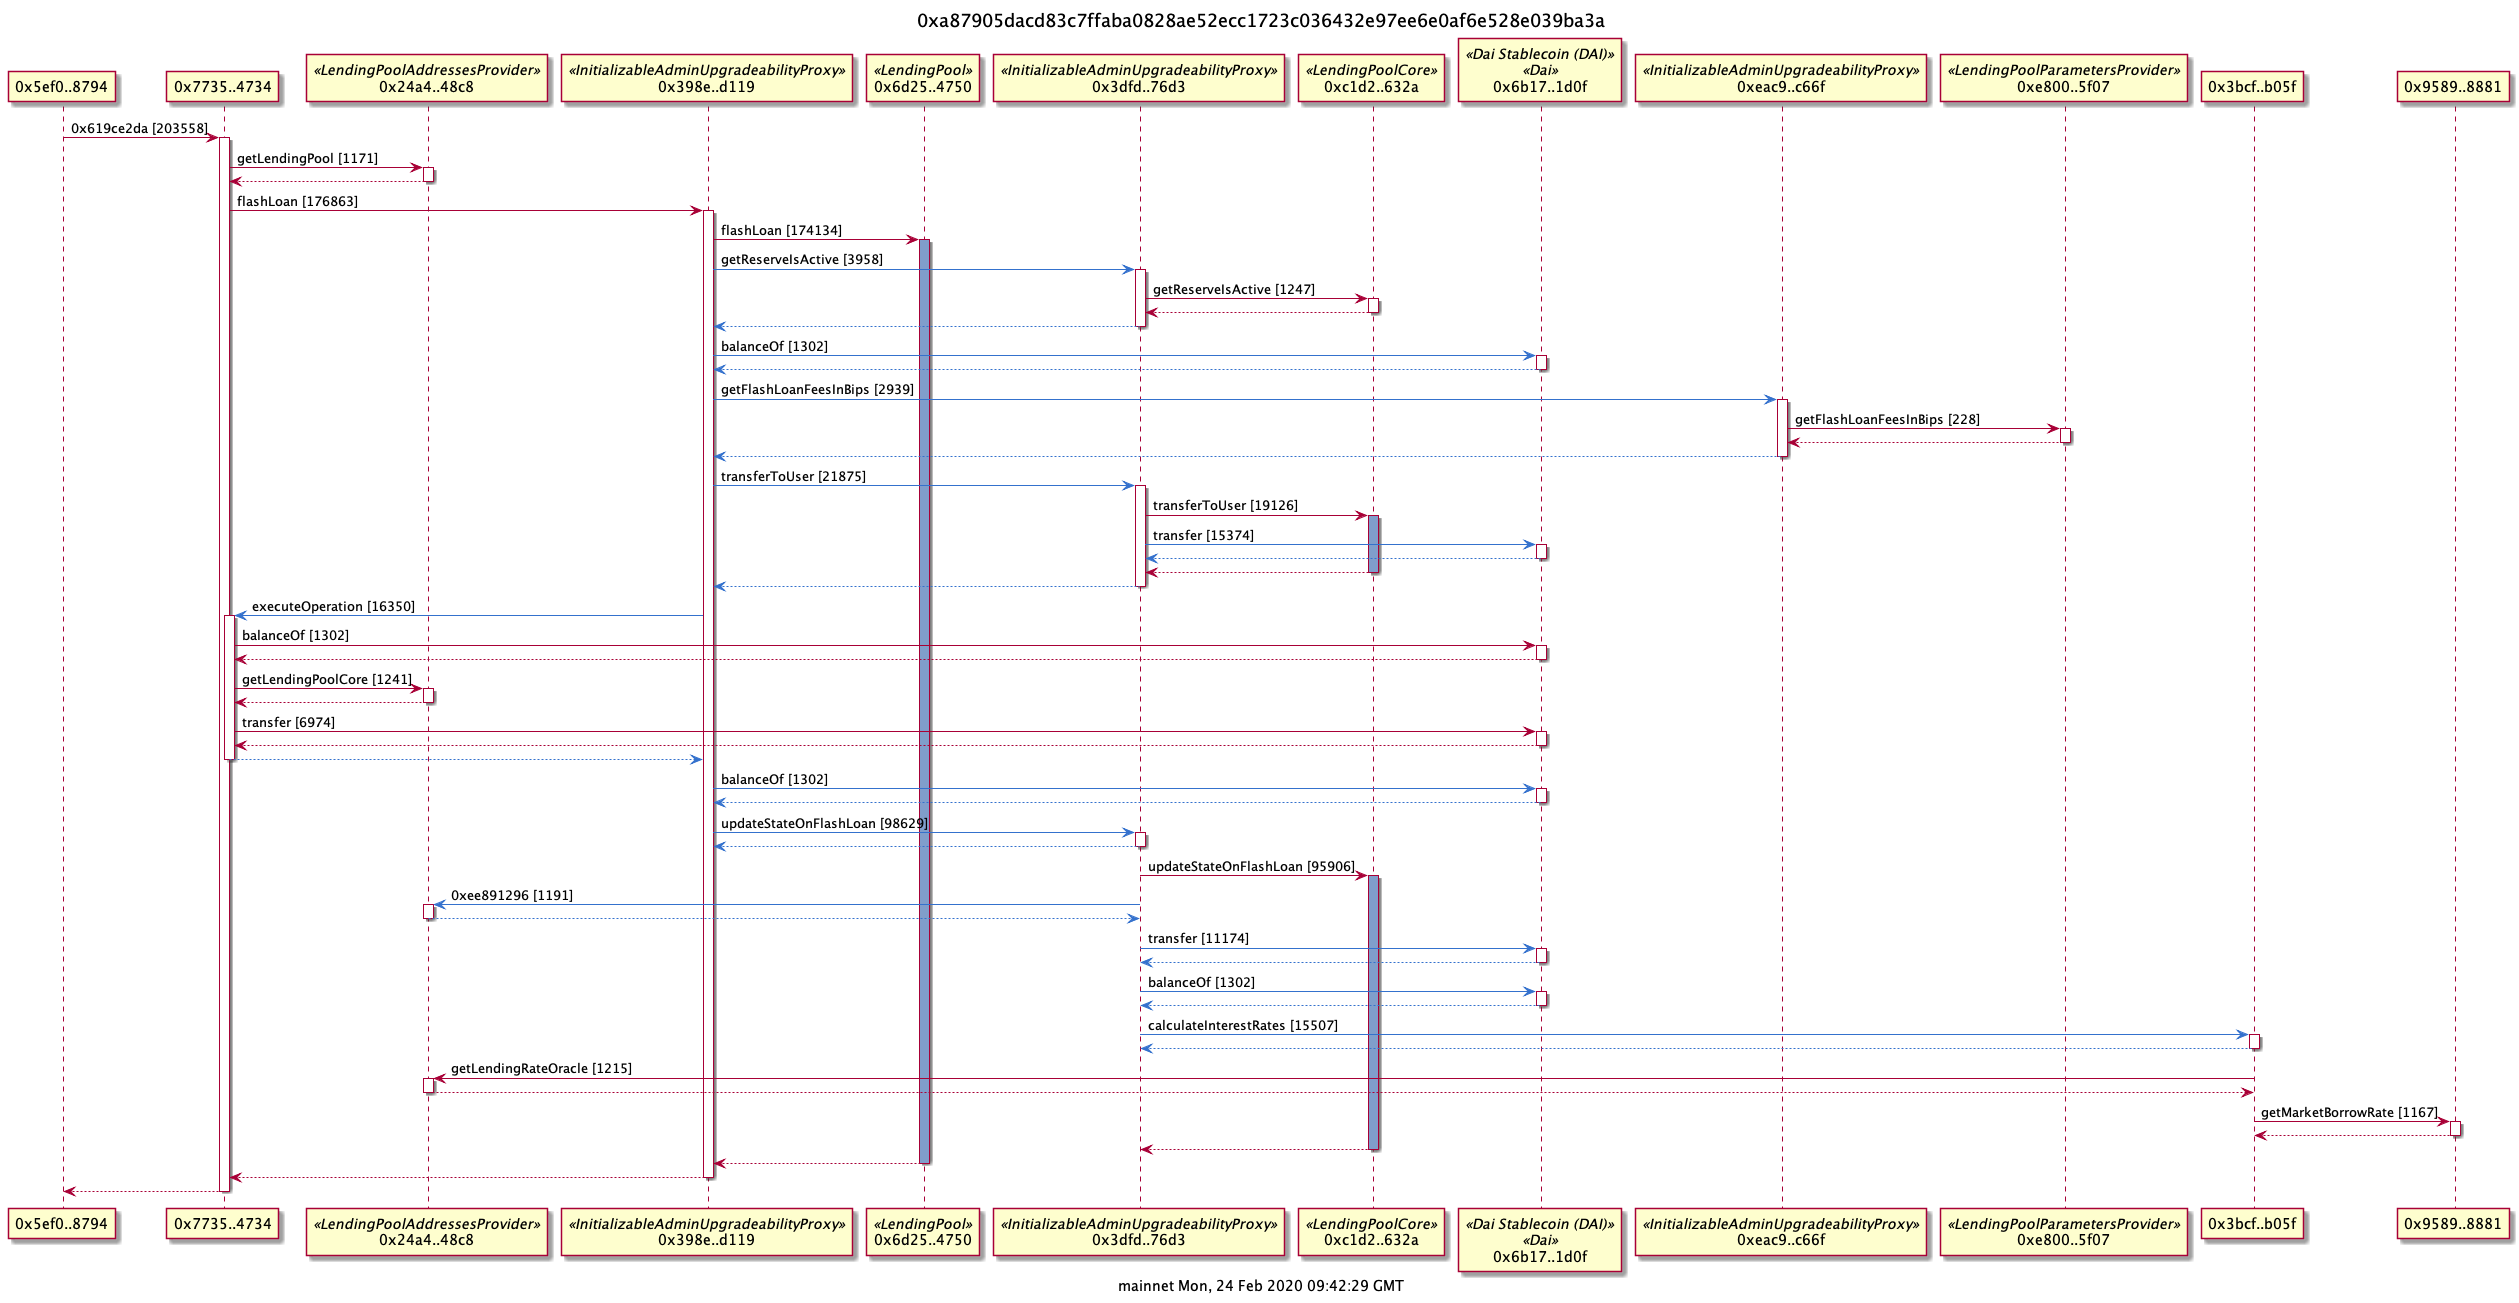 0xa87905dacd83c7ffaba0828ae52ecc1723c036432e97ee6e0af6e528e039ba3a
0x5ef0..8794
0x7735..4734
«LendingPoolAddressesProvider»
0x24a4..48c8
«InitializableAdminUpgradeabilityProxy»
0x398e..d119
«LendingPool»
0x6d25..4750
«InitializableAdminUpgradeabilityProxy»
0x3dfd..76d3
«LendingPoolCore»
0xc1d2..632a
«Dai Stablecoin (DAI)»
«Dai»
0x6b17..1d0f
«InitializableAdminUpgradeabilityProxy»
0xeac9..c66f
«LendingPoolParametersProvider»
0xe800..5f07
0x3bcf..b05f
0x9589..8881
0x619ce2da [203558]
getLendingPool [1171]
flashLoan [176863]
flashLoan [174134]
getReserveIsActive [3958]
getReserveIsActive [1247]
balanceOf [1302]
getFlashLoanFeesInBips [2939]
getFlashLoanFeesInBips [228]
transferToUser [21875]
transferToUser [19126]
transfer [15374]
executeOperation [16350]
balanceOf [1302]
getLendingPoolCore [1241]
transfer [6974]
balanceOf [1302]
updateStateOnFlashLoan [98629]
updateStateOnFlashLoan [95906]
0xee891296 [1191]
transfer [11174]
balanceOf [1302]
calculateInterestRates [15507]
getLendingRateOracle [1215]
getMarketBorrowRate [1167]
0x5ef0..8794
0x7735..4734
«LendingPoolAddressesProvider»
0x24a4..48c8
«InitializableAdminUpgradeabilityProxy»
0x398e..d119
«LendingPool»
0x6d25..4750
«InitializableAdminUpgradeabilityProxy»
0x3dfd..76d3
«LendingPoolCore»
0xc1d2..632a
«Dai Stablecoin (DAI)»
«Dai»
0x6b17..1d0f
«InitializableAdminUpgradeabilityProxy»
0xeac9..c66f
«LendingPoolParametersProvider»
0xe800..5f07
0x3bcf..b05f
0x9589..8881
mainnet Mon, 24 Feb 2020 09:42:29 GMT